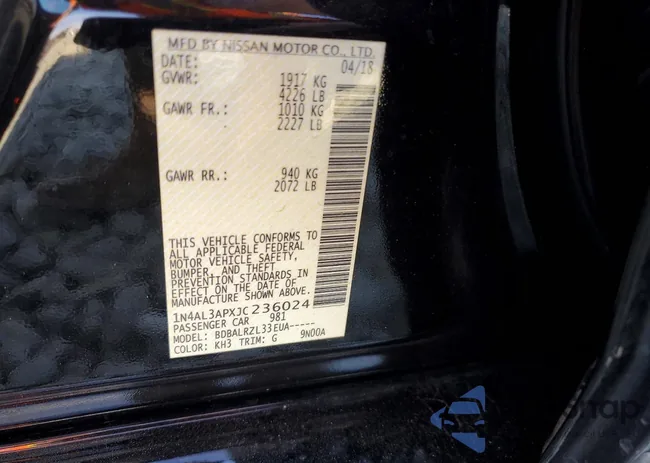 MFD BY NISSAN MOTOR CO., LTD.
DATE: 04/18
GVWR: 1917 KG
4226 LB
GAWR FR.: 1010 KG
: 2227 LB
GAWR RR.: 940 KG
2072 LB
THIS VEHICLE CONFORMS TO
ALL APPLICABLE FEDERAL
MOTOR VEHICLE SAFETY,
BUMPER, AND THEFT
PREVENTION STANDARDS IN
EFFECT ON THE DATE OF
MANUFACTURE SHOWN ABOVE.
1N4AL3APXJC236024
PASSENGER CAR 981
MODEL: BDBALRZL33EUA-----
COLOR: KH3 TRIM: G 9N00A